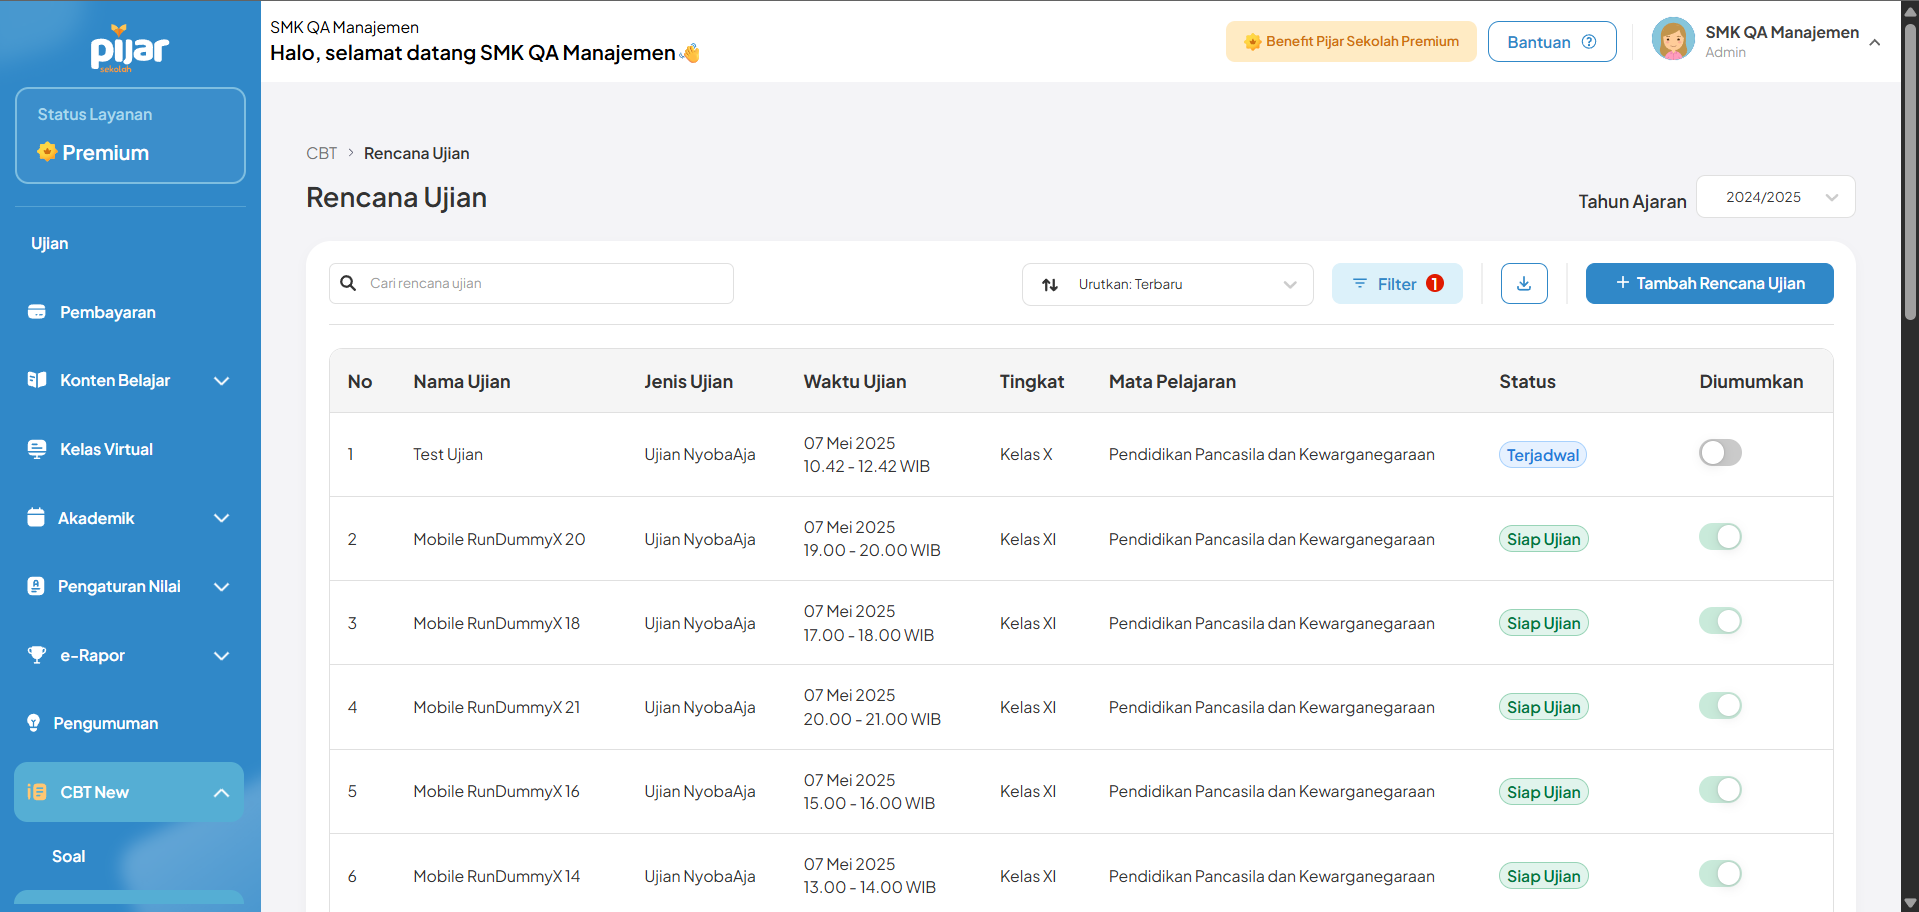 pijar
sekolah
Status Layanan
Premium
Ujian
Pembayaran
Konten Belajar
Kelas Virtual
Akademik
Pengaturan Nilai
e-Rapor
Pengumuman
CBT New
Soal
SMK QA Manajemen
Halo, selamat datang SMK QA Manajemen👋
Benefit Pijar Sekolah Premium
Bantuan
SMK QA Manajemen
Admin
CBT > Rencana Ujian
Rencana Ujian
Tahun Ajaran 2024/2025
Cari rencana ujian
Urutkan: Terbaru
Filter 1
+ Tambah Rencana Ujian
No Nama Ujian Jenis Ujian Waktu Ujian Tingkat Mata Pelajaran Status Diumumkan
1 Test Ujian Ujian NyobaAja 07 Mei 2025 10.42 - 12.42 WIB Kelas X Pendidikan Pancasila dan Kewarganegaraan Terjadwal
2 Mobile RunDummyX 20 Ujian NyobaAja 07 Mei 2025 19.00 - 20.00 WIB Kelas XI Pendidikan Pancasila dan Kewarganegaraan Siap Ujian
3 Mobile RunDummyX 18 Ujian NyobaAja 07 Mei 2025 17.00 - 18.00 WIB Kelas XI Pendidikan Pancasila dan Kewarganegaraan Siap Ujian
4 Mobile RunDummyX 21 Ujian NyobaAja 07 Mei 2025 20.00 - 21.00 WIB Kelas XI Pendidikan Pancasila dan Kewarganegaraan Siap Ujian
5 Mobile RunDummyX 16 Ujian NyobaAja 07 Mei 2025 15.00 - 16.00 WIB Kelas XI Pendidikan Pancasila dan Kewarganegaraan Siap Ujian
6 Mobile RunDummyX 14 Ujian NyobaAja 07 Mei 2025 13.00 - 14.00 WIB Kelas XI Pendidikan Pancasila dan Kewarganegaraan Siap Ujian